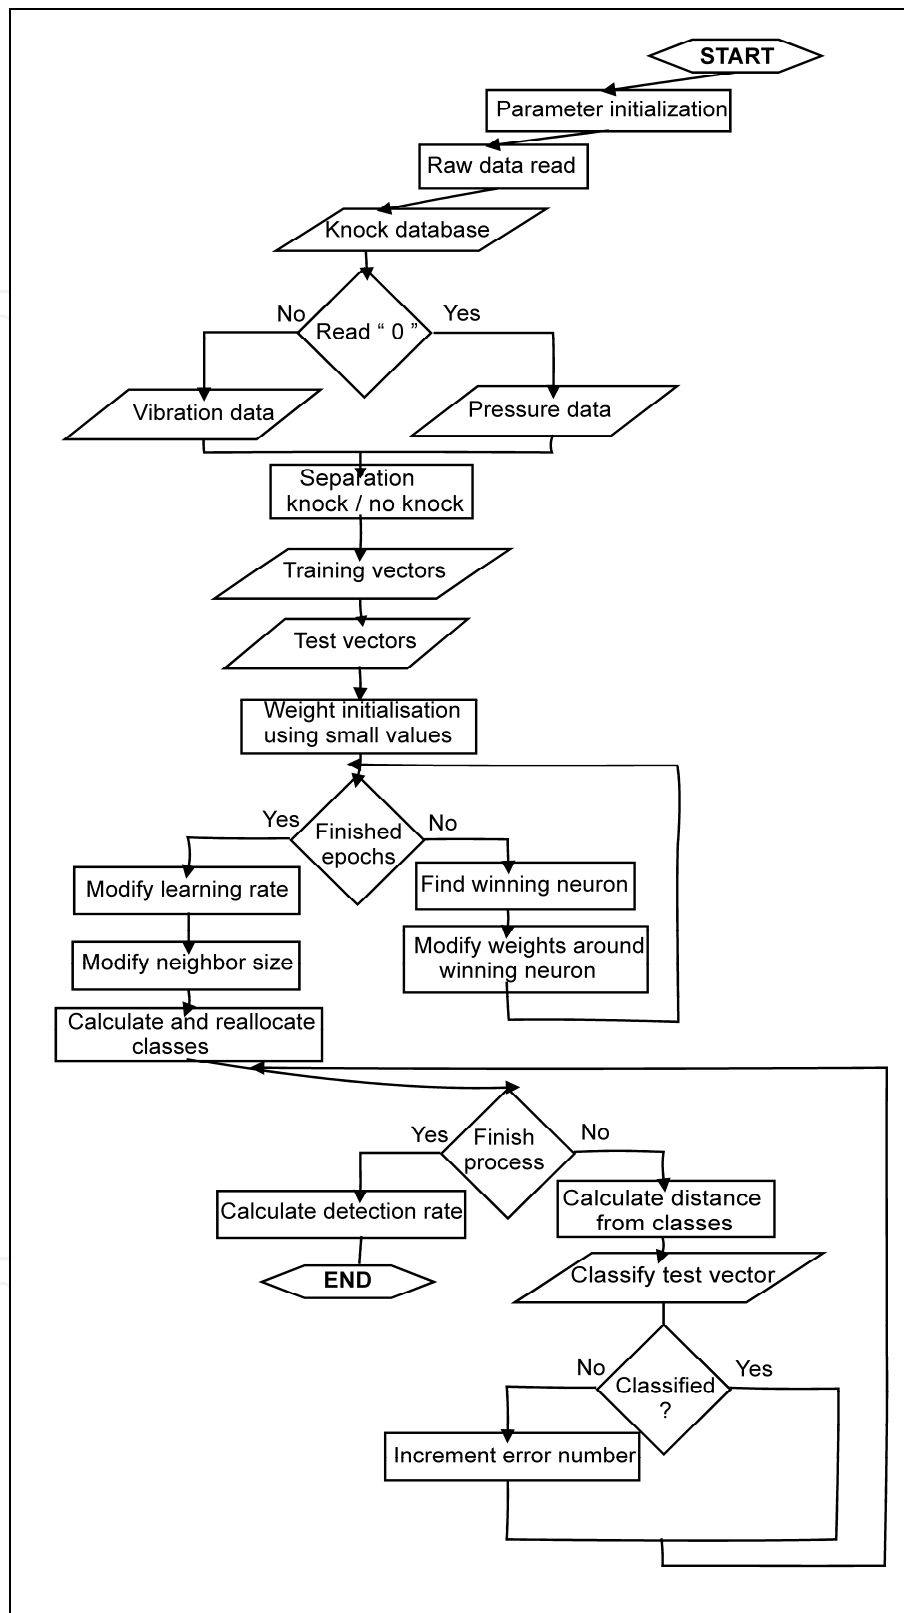 START
Parameter initialization
Raw data read
Knock database
No
Yes
Read “ 0 ”
Vibration data
Pressure data
Separation
knock / no knock
Training vectors
Test vectors
Weight initialisation
using small values
Yes
No
Finished
epochs
Modify learning rate
Find winning neuron
Modify neighbor size
Modify weights around
winning neuron
Calculate and reallocate
classes
Yes
No
Finish
process
Calculate detection rate
Calculate distance
from classes
END
Classify test vector
No
Yes
Classified
?
Increment error number